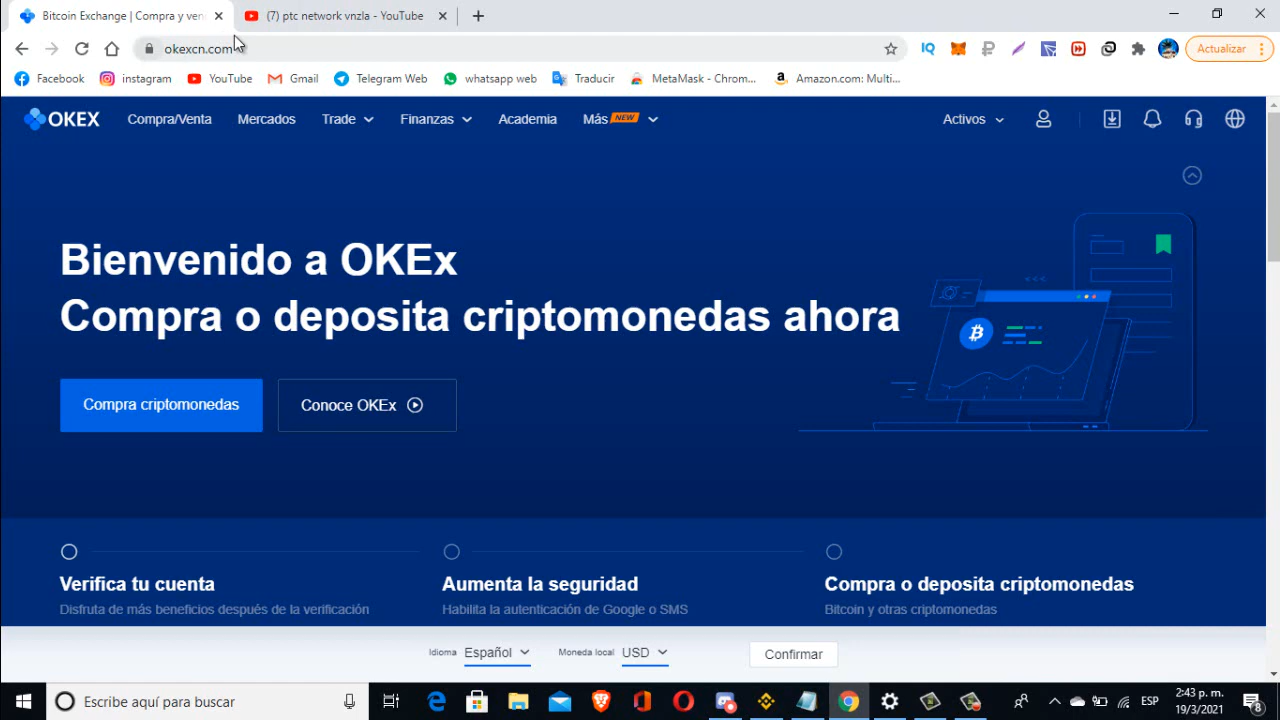 Bitcoin Exchange | Compra y ven
(7) ptc network vnzla - YouTube
okexcn.com
Actualizar
Facebook
instagram
YouTube
Gmail
Telegram Web
whatsapp web
Traducir
MetaMask - Chrom...
Amazon.com: Multi...
OKEX
Compra/Venta
Mercados
Trade
Finanzas
Academia
Más NEW
Activos
Bienvenido a OKEx
Compra o deposita criptomonedas ahora
Compra criptomonedas
Conoce OKEx
Verifica tu cuenta
Disfruta de más beneficios después de la verificación
Aumenta la seguridad
Habilita la autenticación de Google o SMS
Compra o deposita criptomonedas
Bitcoin y otras criptomonedas
Idioma Español
Moneda local USD
Confirmar
Escribe aquí para buscar
ESP
2:43 p. m.
19/3/2021
8